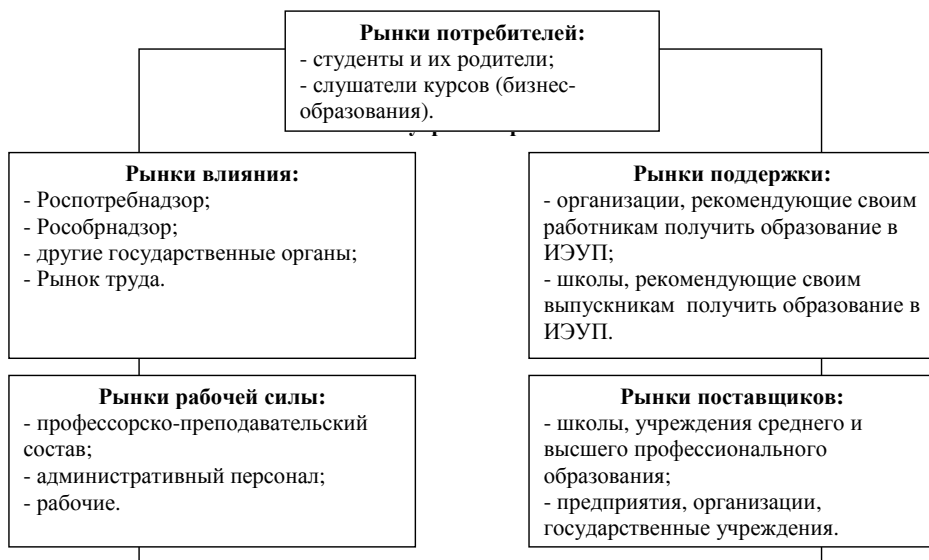 Рынки потребителей:
- студенты и их родители;
- слушатели курсов (бизнес-
образования).
Рынки влияния:
- Роспотребнадзор;
- Рособрнадзор;
- другие государственные органы;
- Рынок труда.
Рынки поддержки:
- организации, рекомендующие своим
работникам получить образование в
ИЭУП;
- школы, рекомендующие своим
выпускникам получить образование в
ИЭУП.
Рынки рабочей силы:
- профессорско-преподавательский
состав;
- административный персонал;
- рабочие.
Рынки поставщиков:
- школы, учреждения среднего и
высшего профессионального
образования;
- предприятия, организации,
государственные учреждения.